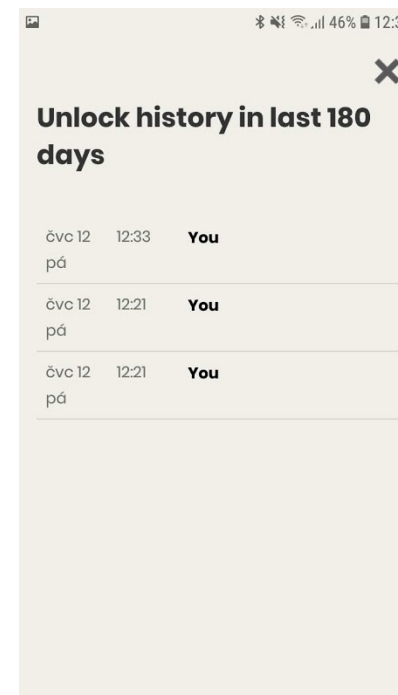 46% 12:3
Unlock history in last 180
days
čvc 12 12:33 You
pá
čvc 12 12:21 You
pá
čvc 12 12:21 You
pá